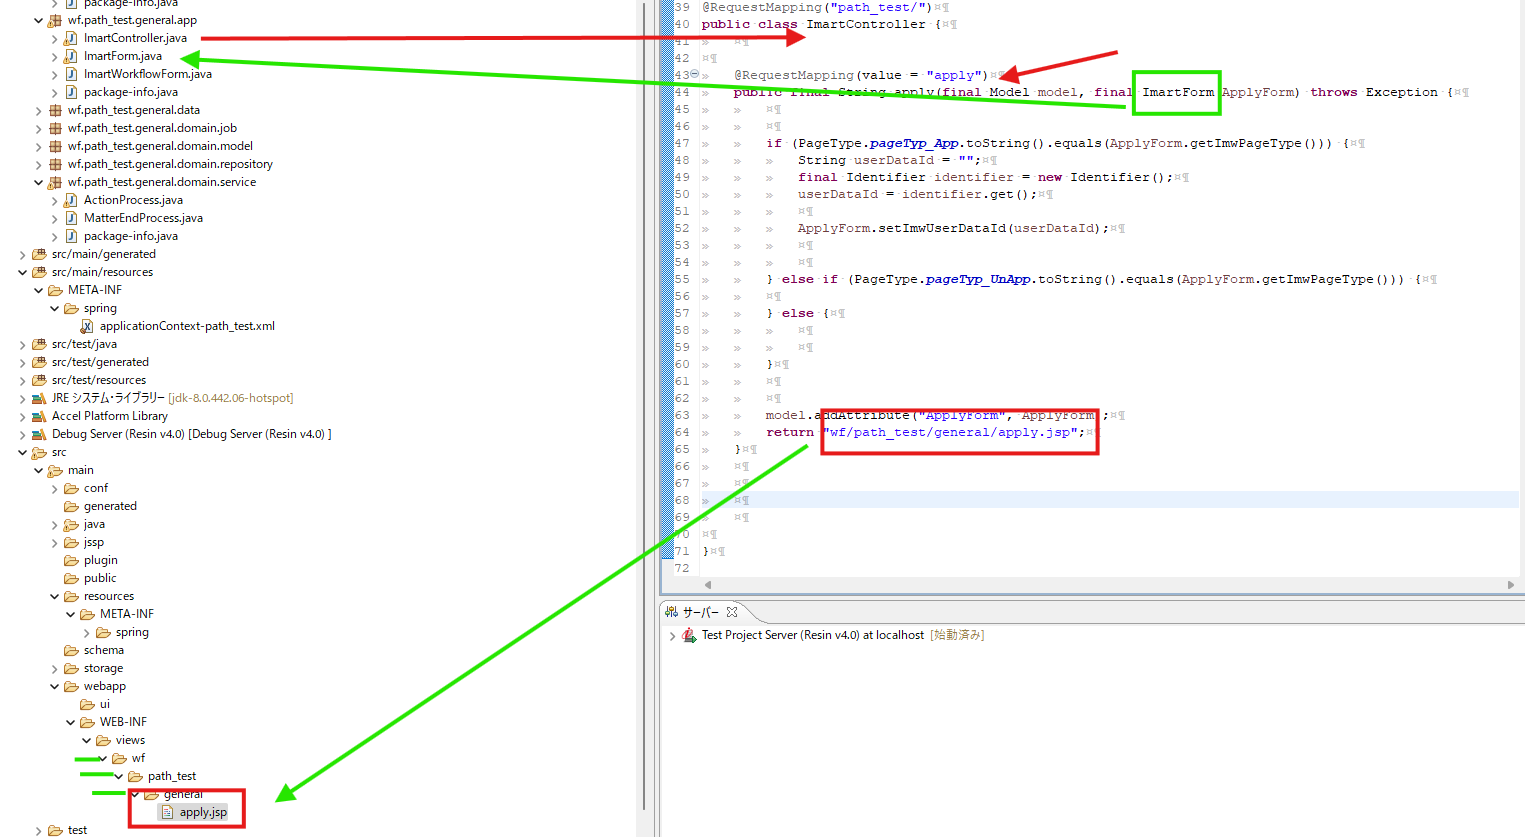 package-info.java
wf.path_test.general.app
ImartController.java
ImartForm.java
ImartWorkflowForm.java
package-info.java
wf.path_test.general.data
wf.path_test.general.domain.job
wf.path_test.general.domain.model
wf.path_test.general.domain.repository
wf.path_test.general.domain.service
ActionProcess.java
MatterEndProcess.java
package-info.java
src/main/generated
src/main/resources
META-INF
spring
applicationContext-path_test.xml
src/test/java
src/test/generated
src/test/resources
JRE システム・ライブラリー [jdk-8.0.442.06-hotspot]
Accel Platform Library
Debug Server (Resin v4.0) [Debug Server (Resin v4.0) ]
src
main
conf
generated
java
jssp
plugin
public
resources
META-INF
spring
schema
storage
webapp
ui
WEB-INF
views
wf
path_test
general
apply.jsp
test
39 @RequestMapping("path_test/")
40 public class ImartController {
41
42
43 @RequestMapping(value = "apply")
44 public final String apply(final Model model, final ImartForm ApplyForm) throws Exception {
45
46
47 if (PageType.pageTyp_App.toString().equals(ApplyForm.getImwPageType())) {
48 String userDataId = "";
49 final Identifier identifier = new Identifier();
50 userDataId = identifier.get();
51
52 ApplyForm.setImwUserDataId(userDataId);
53
54
55 } else if (PageType.pageTyp_UnApp.toString().equals(ApplyForm.getImwPageType())) {
56
57 } else {
58
59
60 }
61
62
63 model.addAttribute("ApplyForm", ApplyForm);
64 return "wf/path_test/general/apply.jsp";
65 }
66
67
68
69
70
71 }
72
サーバー
Test Project Server (Resin v4.0) at localhost [始動済み]